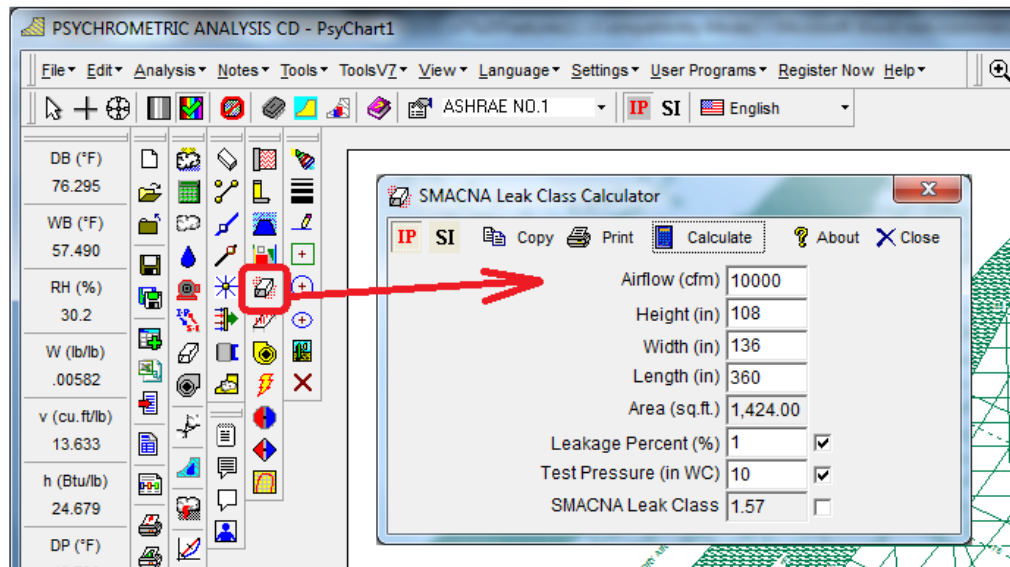 PSYCHROMETRIC ANALYSIS CD - PsyChart1
File Edit Analysis Notes Tools ToolsV7 View Language Settings User Programs Register Now Help
ASHRAE NO.1 IP SI English
DB (°F)
76.295
WB (°F)
57.490
RH (%)
30.2
W (lb/lb)
.00582
v (cu.ft/lb)
13.633
h (Btu/lb)
24.679
DP (°F)
SMACNA Leak Class Calculator
IP SI Copy Print Calculate About Close
Airflow (cfm) 10000
Height (in) 108
Width (in) 136
Length (in) 360
Area (sq.ft.) 1,424.00
Leakage Percent (%) 1
Test Pressure (in WC) 10
SMACNA Leak Class 1.57